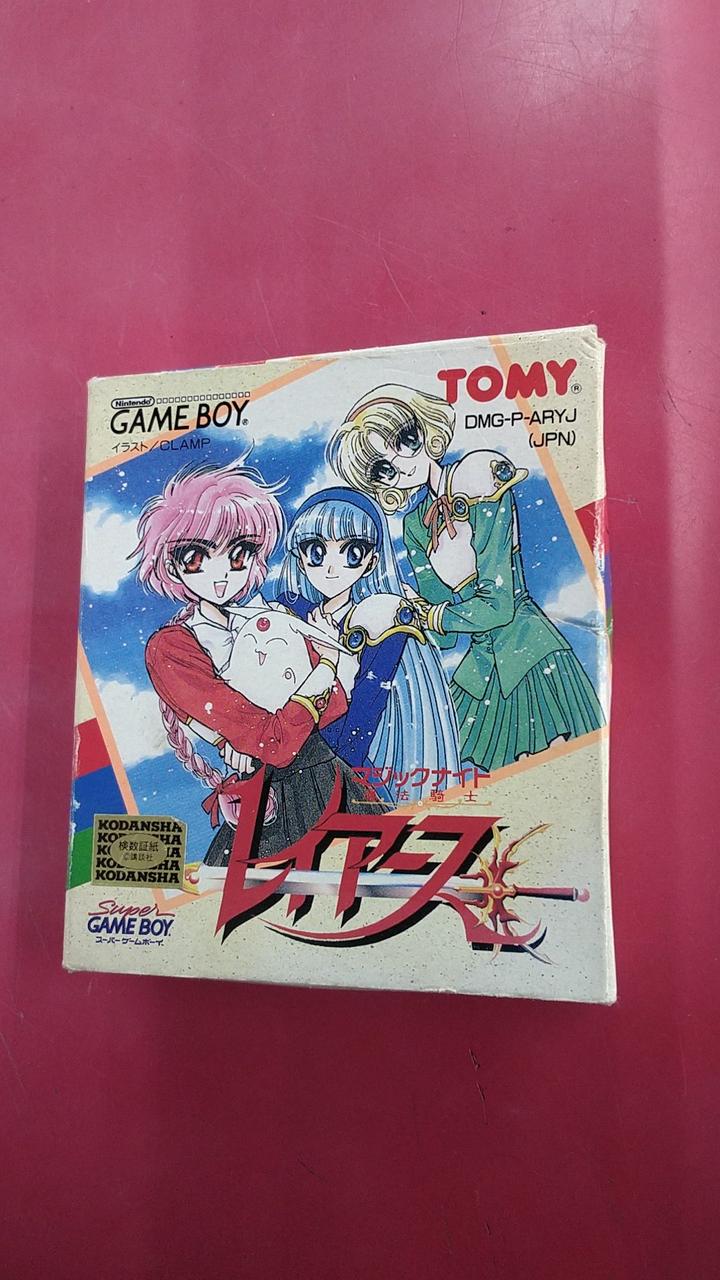 Nintendo
GAME BOY®
イラスト/CLAMP
TOMY®
DMG-P-ARYJ
(JPN)
マジックナイト
魔法騎士
レイアース
KODANSHA
検数証紙
©講談社
KODANSHA
KODANSHA
Super
GAME BOY
スーパーゲームボーイ